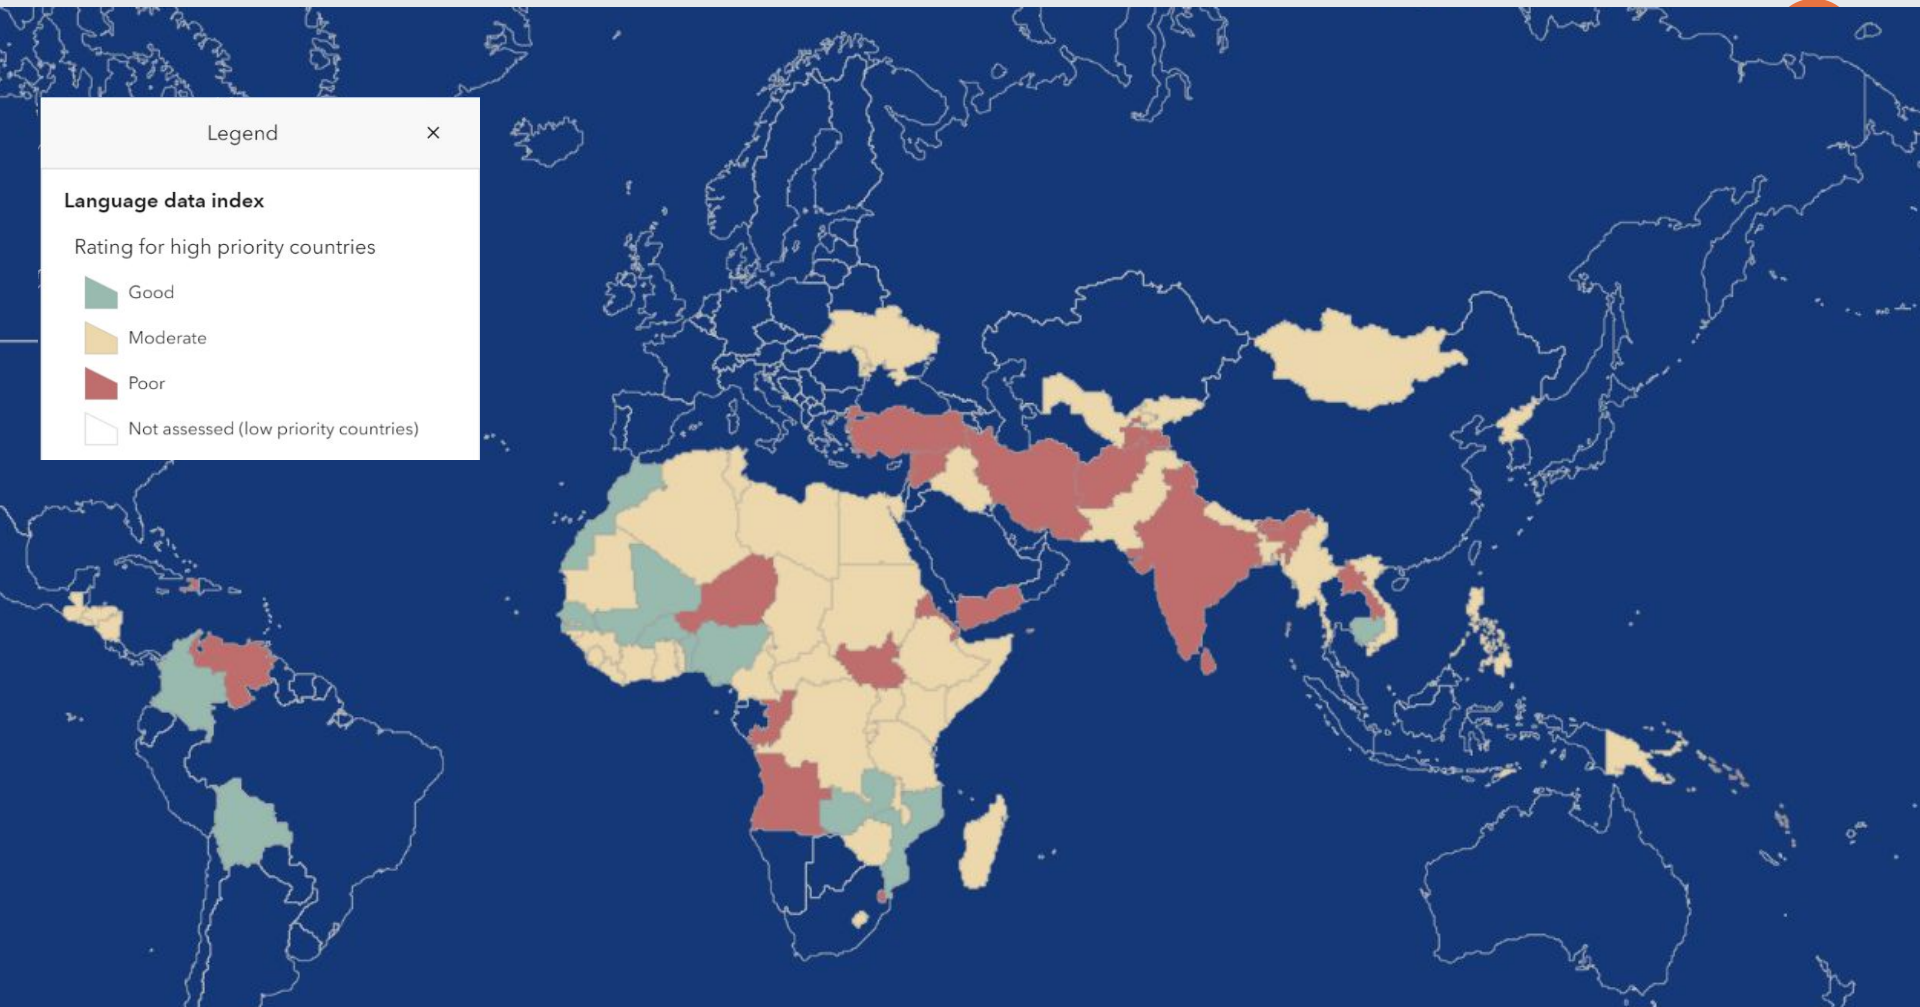 Legend
Language data index
Rating for high priority countries
Good
Moderate
Poor
Not assessed (low priority countries)